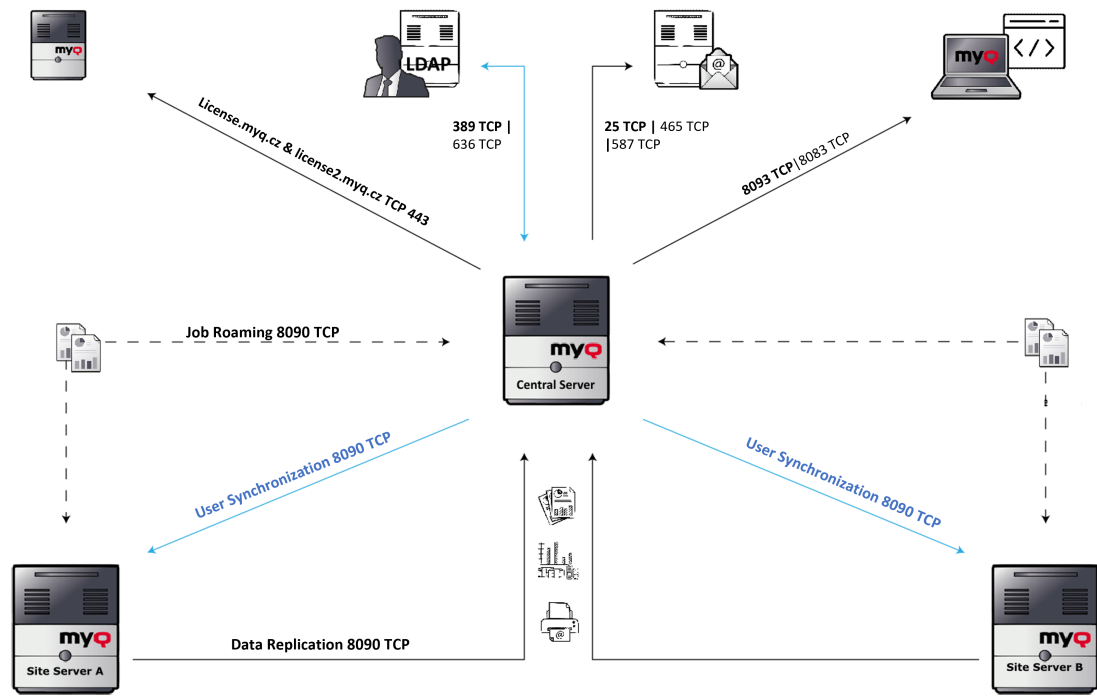 myQ
LDAP
@
myQ
</>
License.myq.cz & license2.myq.cz TCP 443
389 TCP |
636 TCP
25 TCP | 465 TCP
|587 TCP
8093 TCP|8083 TCP
myQ
Central Server
Job Roaming 8090 TCP
User Synchronization 8090 TCP
User Synchronization 8090 TCP
@
myQ
Site Server A
Data Replication 8090 TCP
myQ
Site Server B